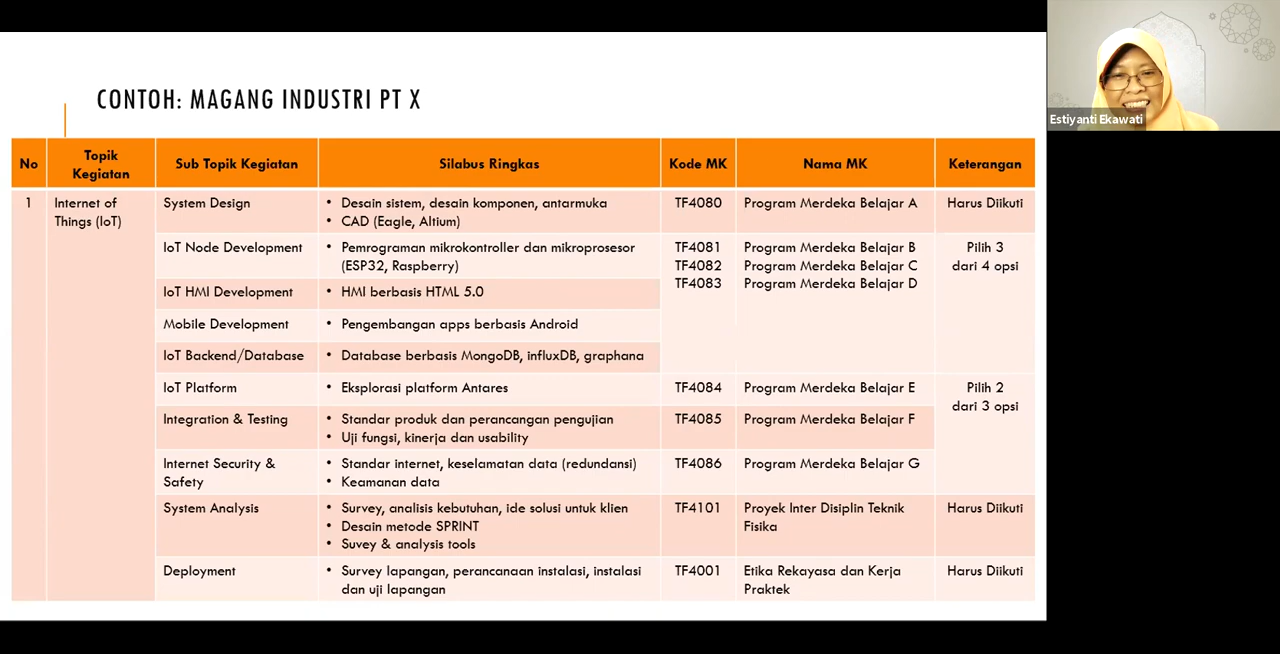 CONTOH: MAGANG INDUSTRI PT X
Estiyanti Ekawati
No
Topik
Kegiatan
Sub Topik Kegiatan
Silabus Ringkas
Kode MK
Nama MK
Keterangan
1
Internet of
Things (IoT)
System Design
• Desain sistem, desain komponen, antarmuka
• CAD (Eagle, Altium)
TF4080
Program Merdeka Belajar A
Harus Diikuti
IoT Node Development
• Pemrograman mikrokontroller dan mikroprosesor
(ESP32, Raspberry)
TF4081
TF4082
TF4083
Program Merdeka Belajar B
Program Merdeka Belajar C
Program Merdeka Belajar D
Pilih 3
dari 4 opsi
IoT HMI Development
• HMI berbasis HTML 5.0
Mobile Development
• Pengembangan apps berbasis Android
IoT Backend/Database
• Database berbasis MongoDB, influxDB, graphana
IoT Platform
• Eksplorasi platform Antares
TF4084
Program Merdeka Belajar E
Pilih 2
dari 3 opsi
Integration & Testing
• Standar produk dan perancangan pengujian
• Uji fungsi, kinerja dan usability
TF4085
Program Merdeka Belajar F
Internet Security &
Safety
• Standar internet, keselamatan data (redundansi)
• Keamanan data
TF4086
Program Merdeka Belajar G
System Analysis
• Survey, analisis kebutuhan, ide solusi untuk klien
• Desain metode SPRINT
• Suvey & analysis tools
TF4101
Proyek Inter Disiplin Teknik
Fisika
Harus Diikuti
Deployment
• Survey lapangan, perancanaan instalasi, instalasi
dan uji lapangan
TF4001
Etika Rekayasa dan Kerja
Praktek
Harus Diikuti